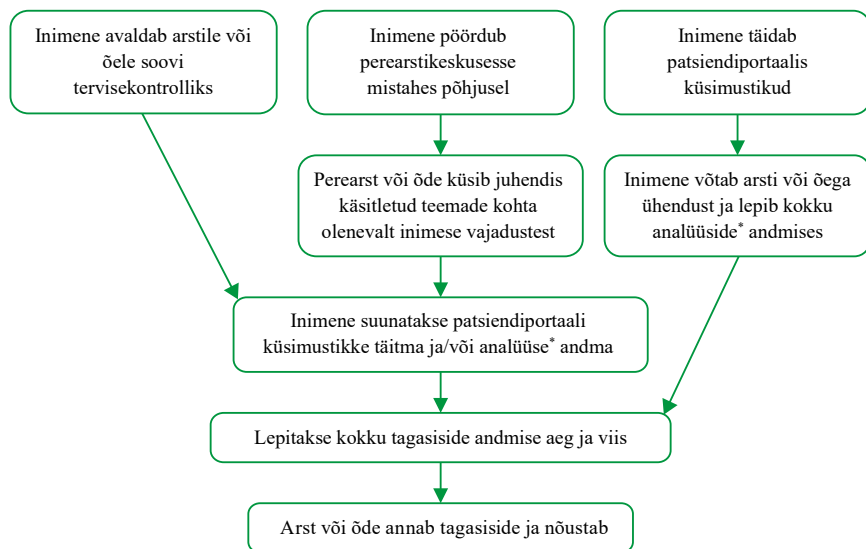 Inimene avaldab arstile või
õele soovi
tervisekontrolliks
Inimene pöördub
perearstikeskusesse
mistahes põhjusel
Inimene täidab
patsiendiportaalis
küsimustikud
Perearst või õde küsib juhendis
käsitletud teemade kohta
olenevalt inimese vajadustest
Inimene võtab arsti või õega
ühendust ja lepib kokku
analüüside* andmises
Inimene suunatakse patsiendiportaali
küsimustikke täitma ja/või analüüse* andma
Lepitakse kokku tagasiside andmise aeg ja viis
Arst või õde annab tagasiside ja nõustab